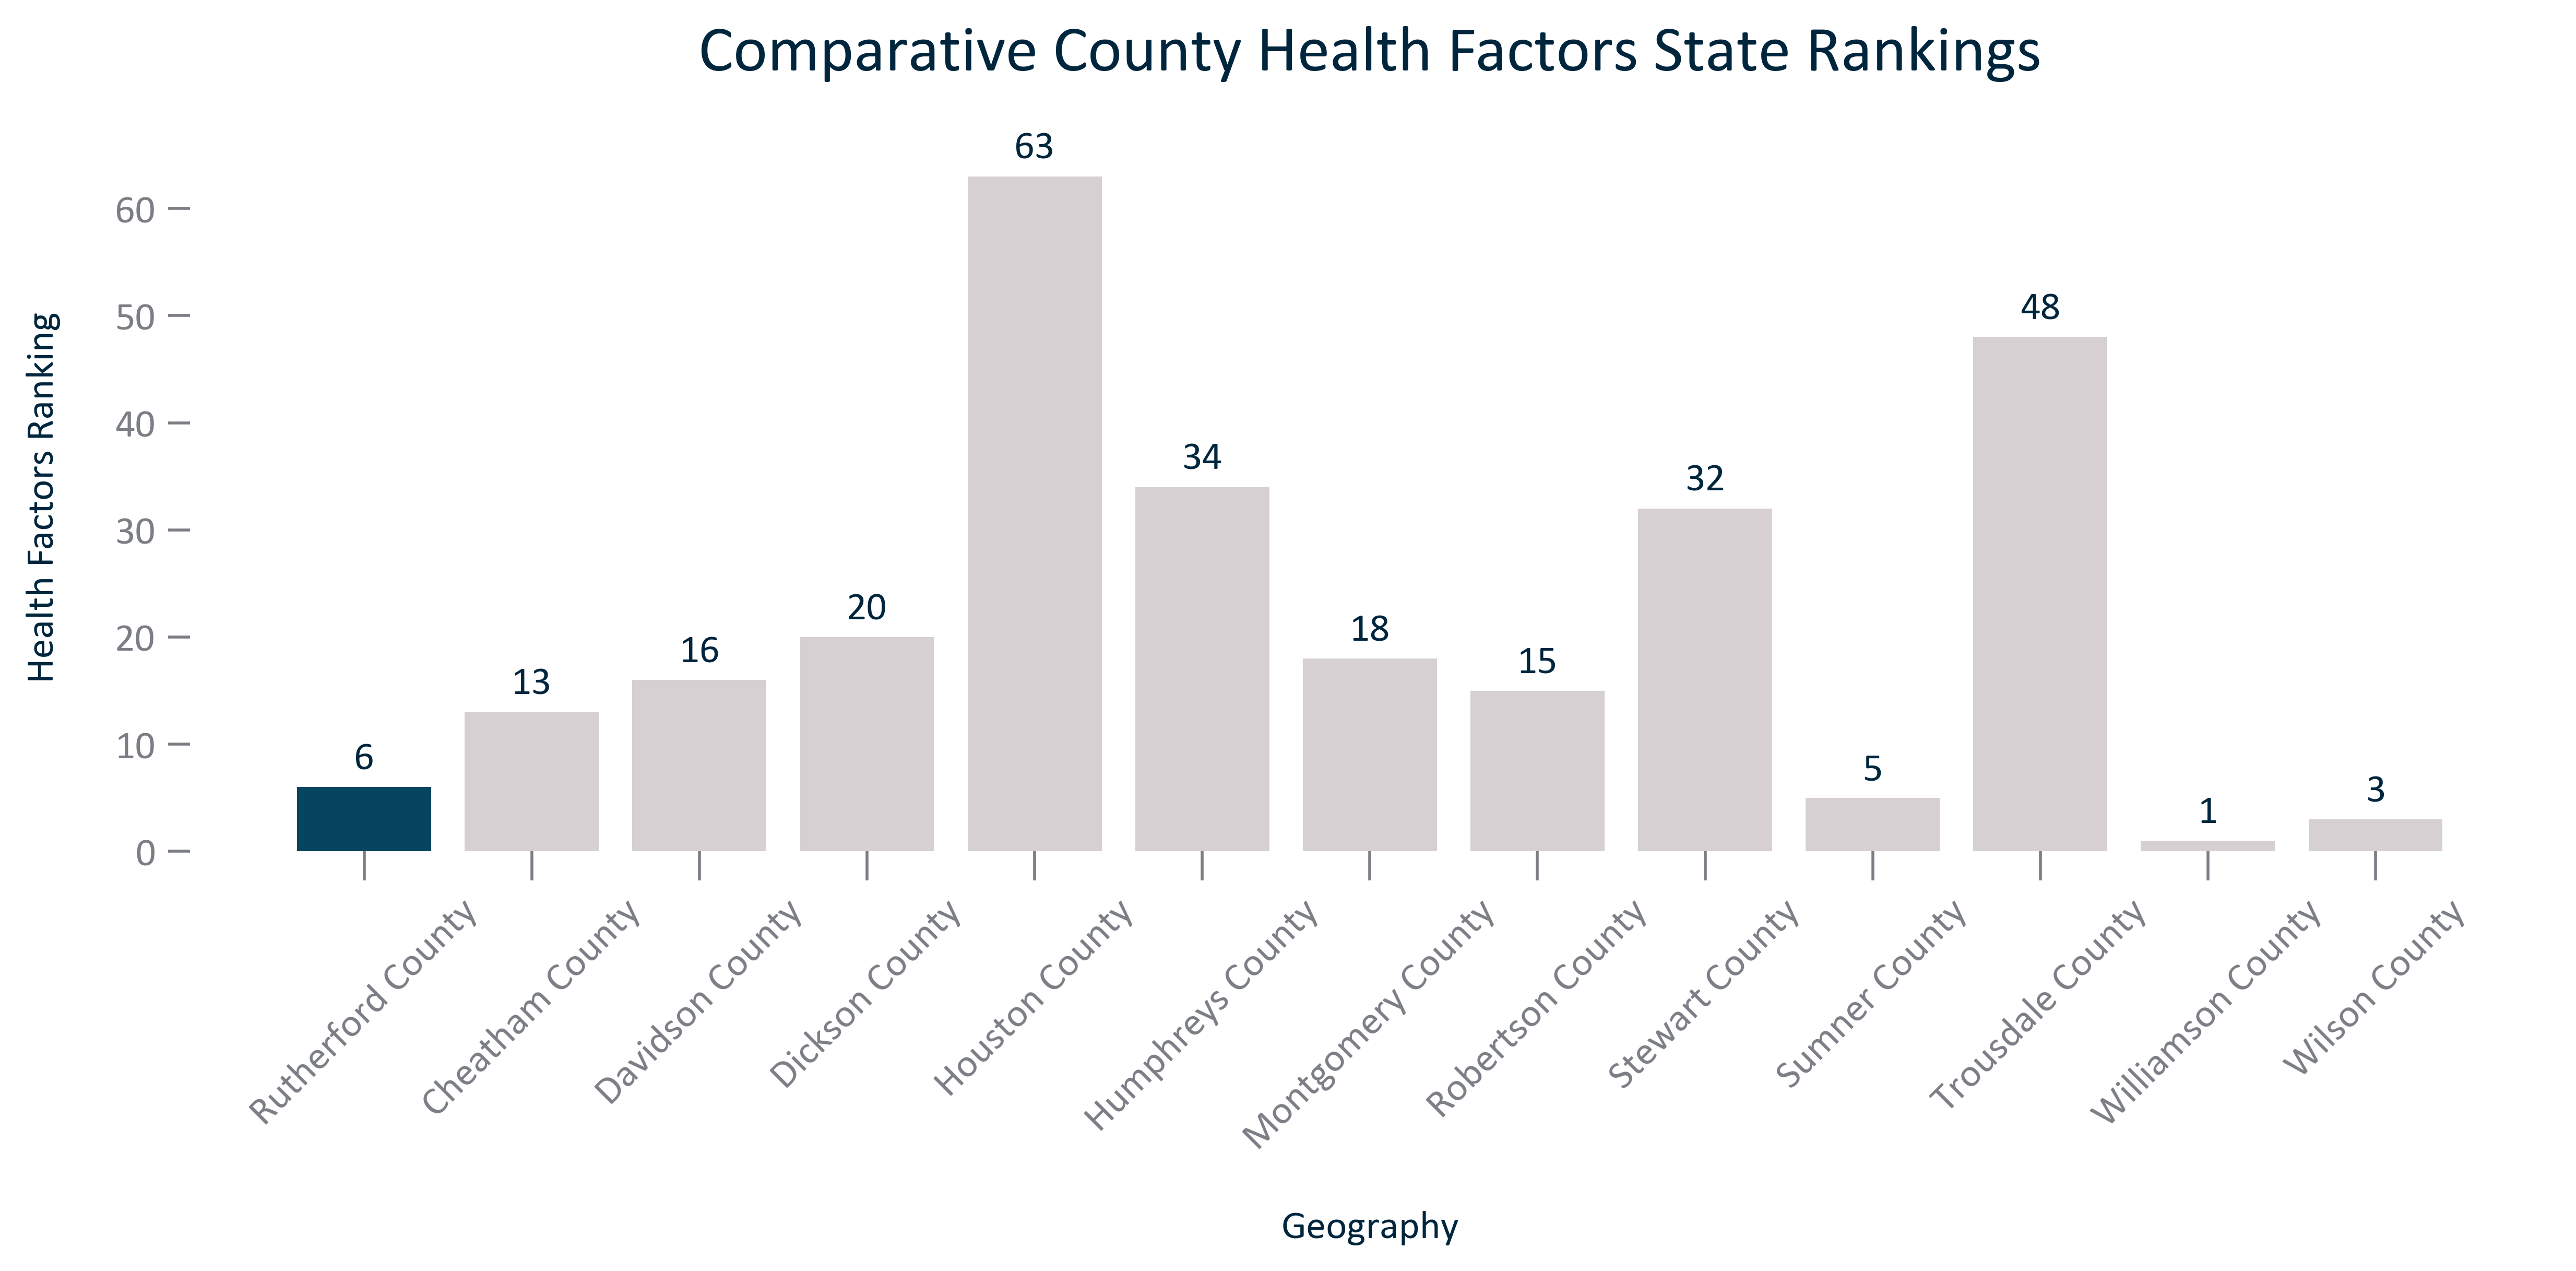 Comparative County Health Factors State Rankings
Health Factors Ranking
60
50
40
30
20
10
0
6
13
16
20
63
34
18
15
32
5
48
1
3
Rutherford County
Cheatham County
Davidson County
Dickson County
Houston County
Humphreys County
Montgomery County
Robertson County
Stewart County
Sumner County
Trousdale County
Williamson County
Wilson County
Geography